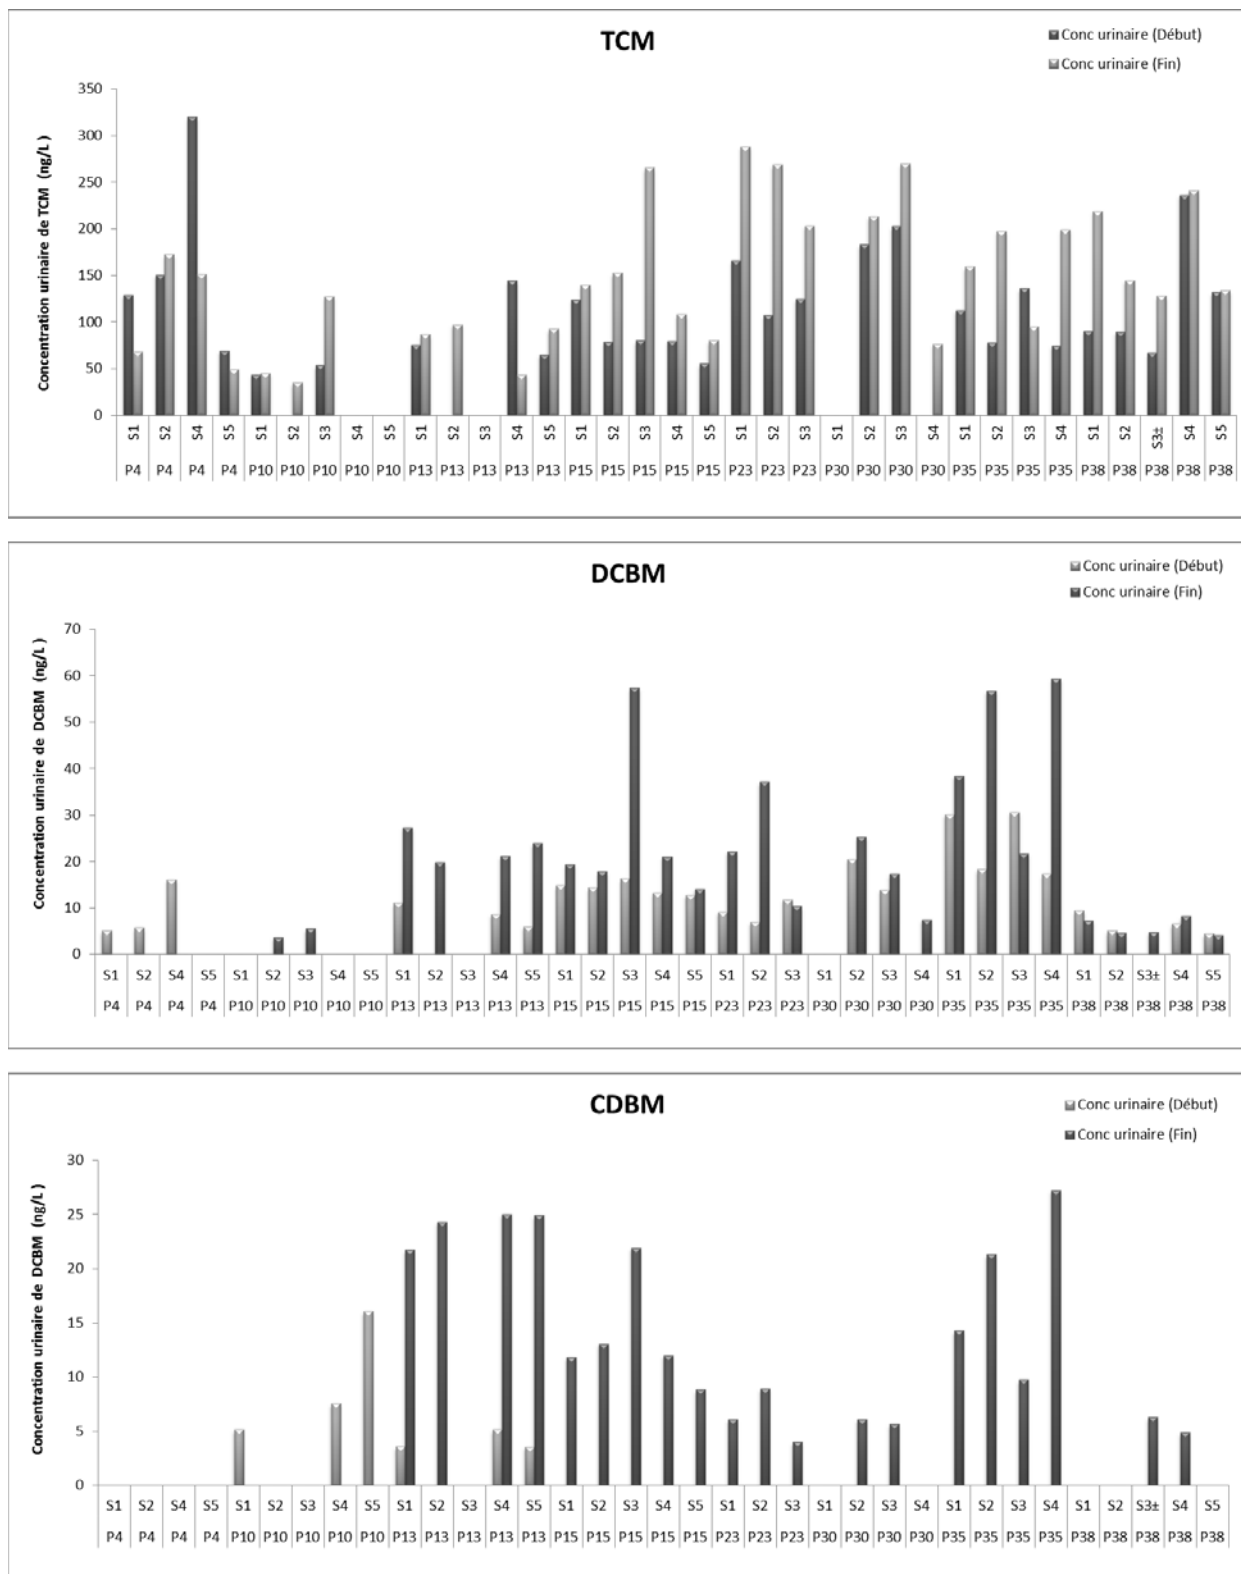 TCM
Conc urinaire (Début)
Conc urinaire (Fin)
Concentration urinaire de TCM (ng/L)
350
300
250
200
150
100
50
0
S1 S2 S4 S5 S1 S2 S3 S4 S5 S1 S2 S3 S4 S5 S1 S2 S3 S4 S5 S1 S2 S3 S1 S2 S3 S4 S1 S2 S3 S4 S1 S2 S3± S4 S5
P4 P4 P4 P4 P10 P10 P10 P10 P10 P13 P13 P13 P13 P13 P15 P15 P15 P15 P15 P23 P23 P23 P30 P30 P30 P30 P35 P35 P35 P35 P38 P38 P38 P38 P38
DCBM
Conc urinaire (Début)
Conc urinaire (Fin)
Concentration urinaire de DCBM (ng/L)
70
60
50
40
30
20
10
0
S1 S2 S4 S5 S1 S2 S3 S4 S5 S1 S2 S3 S4 S5 S1 S2 S3 S4 S5 S1 S2 S3 S1 S2 S3 S4 S1 S2 S3 S4 S1 S2 S3± S4 S5
P4 P4 P4 P4 P10 P10 P10 P10 P10 P13 P13 P13 P13 P13 P15 P15 P15 P15 P15 P23 P23 P23 P30 P30 P30 P30 P35 P35 P35 P35 P38 P38 P38 P38 P38
CDBM
Conc urinaire (Début)
Conc urinaire (Fin)
Concentration urinaire de DCBM (ng/L)
30
25
20
15
10
5
0
S1 S2 S4 S5 S1 S2 S3 S4 S5 S1 S2 S3 S4 S5 S1 S2 S3 S4 S5 S1 S2 S3 S1 S2 S3 S4 S1 S2 S3 S4 S1 S2 S3± S4 S5
P4 P4 P4 P4 P10 P10 P10 P10 P10 P13 P13 P13 P13 P13 P15 P15 P15 P15 P15 P23 P23 P23 P30 P30 P30 P30 P35 P35 P35 P35 P38 P38 P38 P38 P38